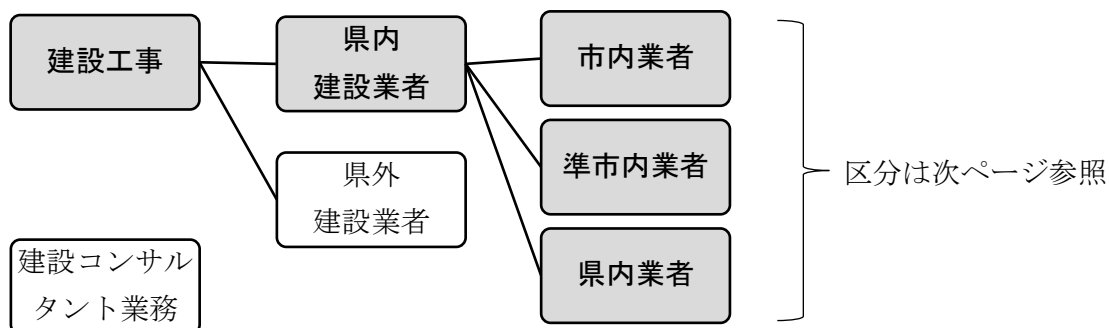 建設工事
県内
建設業者
市内業者
準市内業者
区分は次ページ参照
県外
建設業者
県内業者
建設コンサル
タント業務